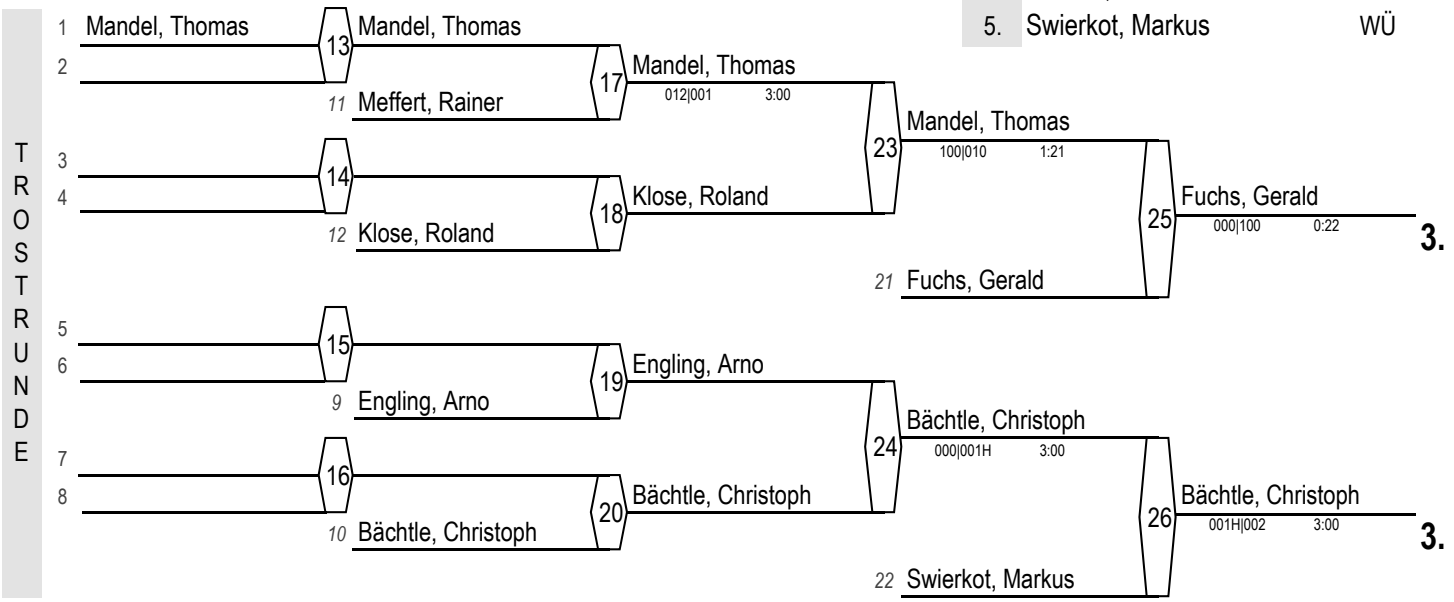 5. Swierkot, Markus WÜ
TROSTRUNDE
1 Mandel, Thomas
2
13 Mandel, Thomas
11 Meffert, Rainer
17 Mandel, Thomas
012|001 3:00
3
4
14
12 Klose, Roland
18 Klose, Roland
23 Mandel, Thomas
100|010 1:21
21 Fuchs, Gerald
25 Fuchs, Gerald
000|100 0:22
3.
5
6
15
9 Engling, Arno
19 Engling, Arno
7
8
16
10 Bächtle, Christoph
20 Bächtle, Christoph
24 Bächtle, Christoph
000|001H 3:00
22 Swierkot, Markus
26 Bächtle, Christoph
001H|002 3:00
3.